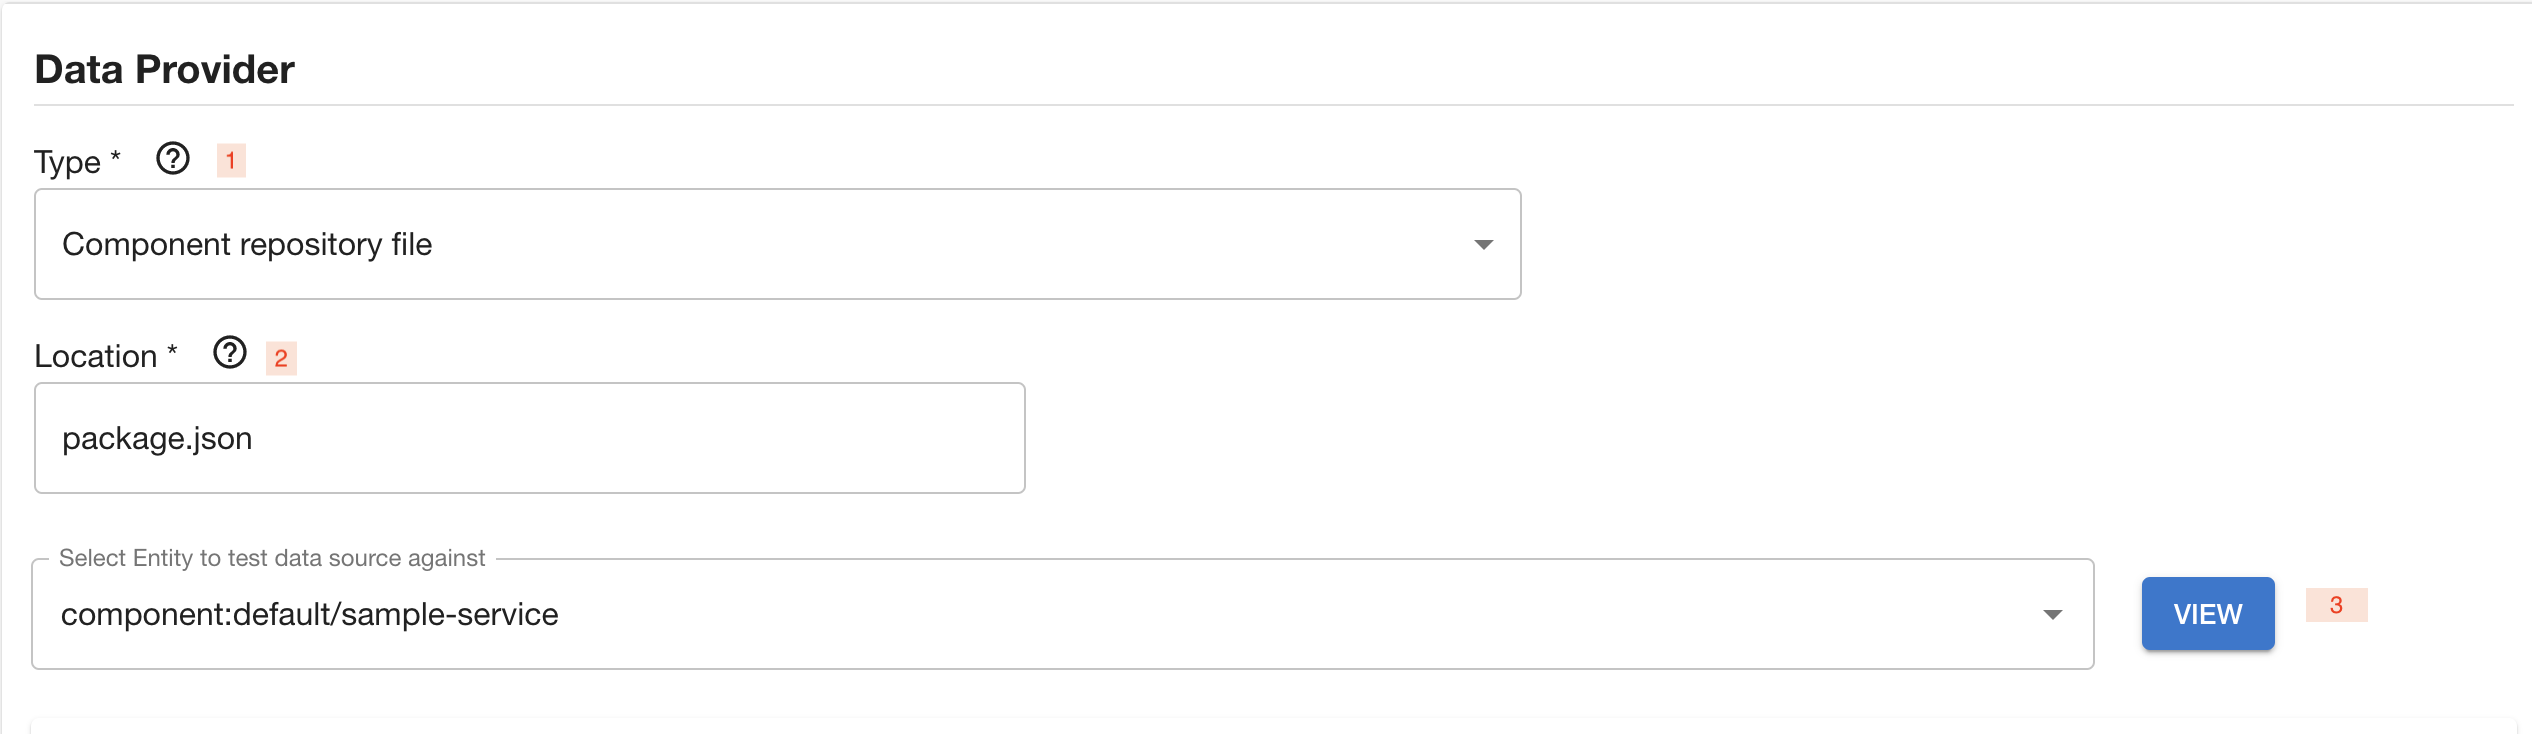 Data Provider
Type * 1
Component repository file
Location * 2
package.json
Select Entity to test data source against
component:default/sample-service
VIEW 3